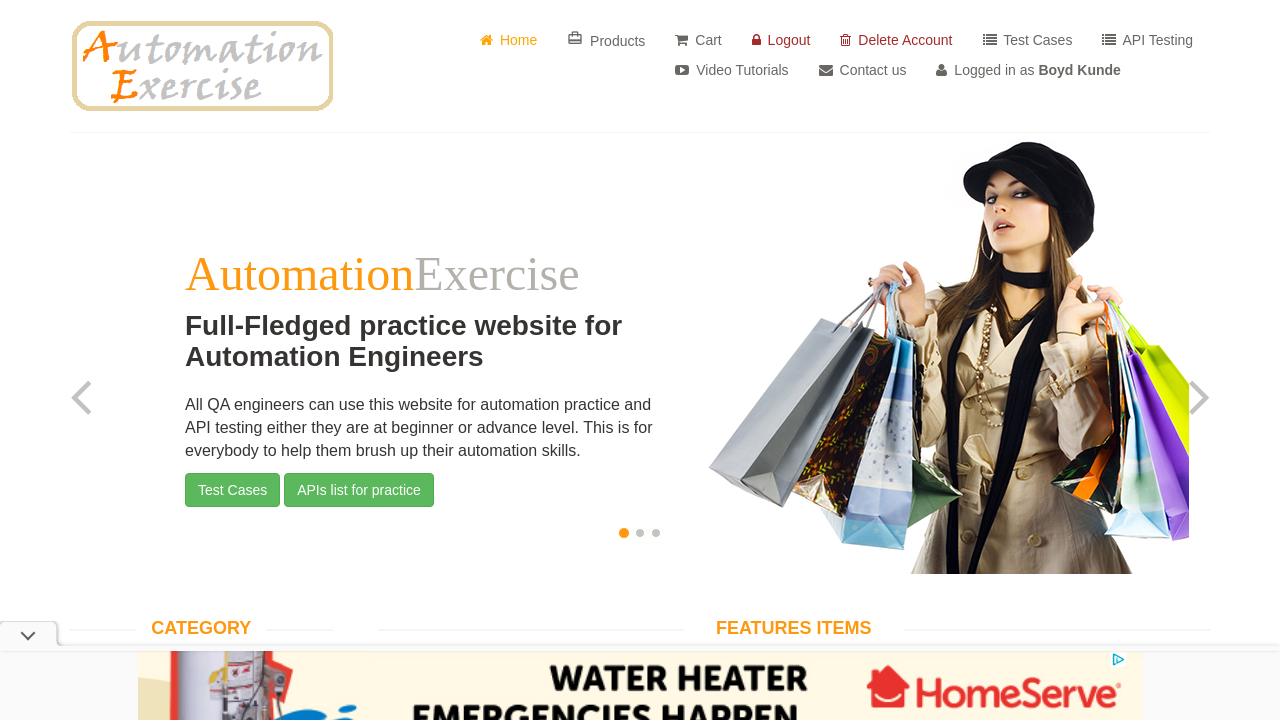 Automation
Exercise
Home Products Cart Logout Delete Account Test Cases API Testing
Video Tutorials Contact us Logged in as Boyd Kunde
AutomationExercise
Full-Fledged practice website for
Automation Engineers
All QA engineers can use this website for automation practice and
API testing either they are at beginner or advance level. This is for
everybody to help them brush up their automation skills.
Test Cases APIs list for practice
CATEGORY FEATURES ITEMS
WATER HEATER
EMERGENCIES HAPPEN.
HomeServe